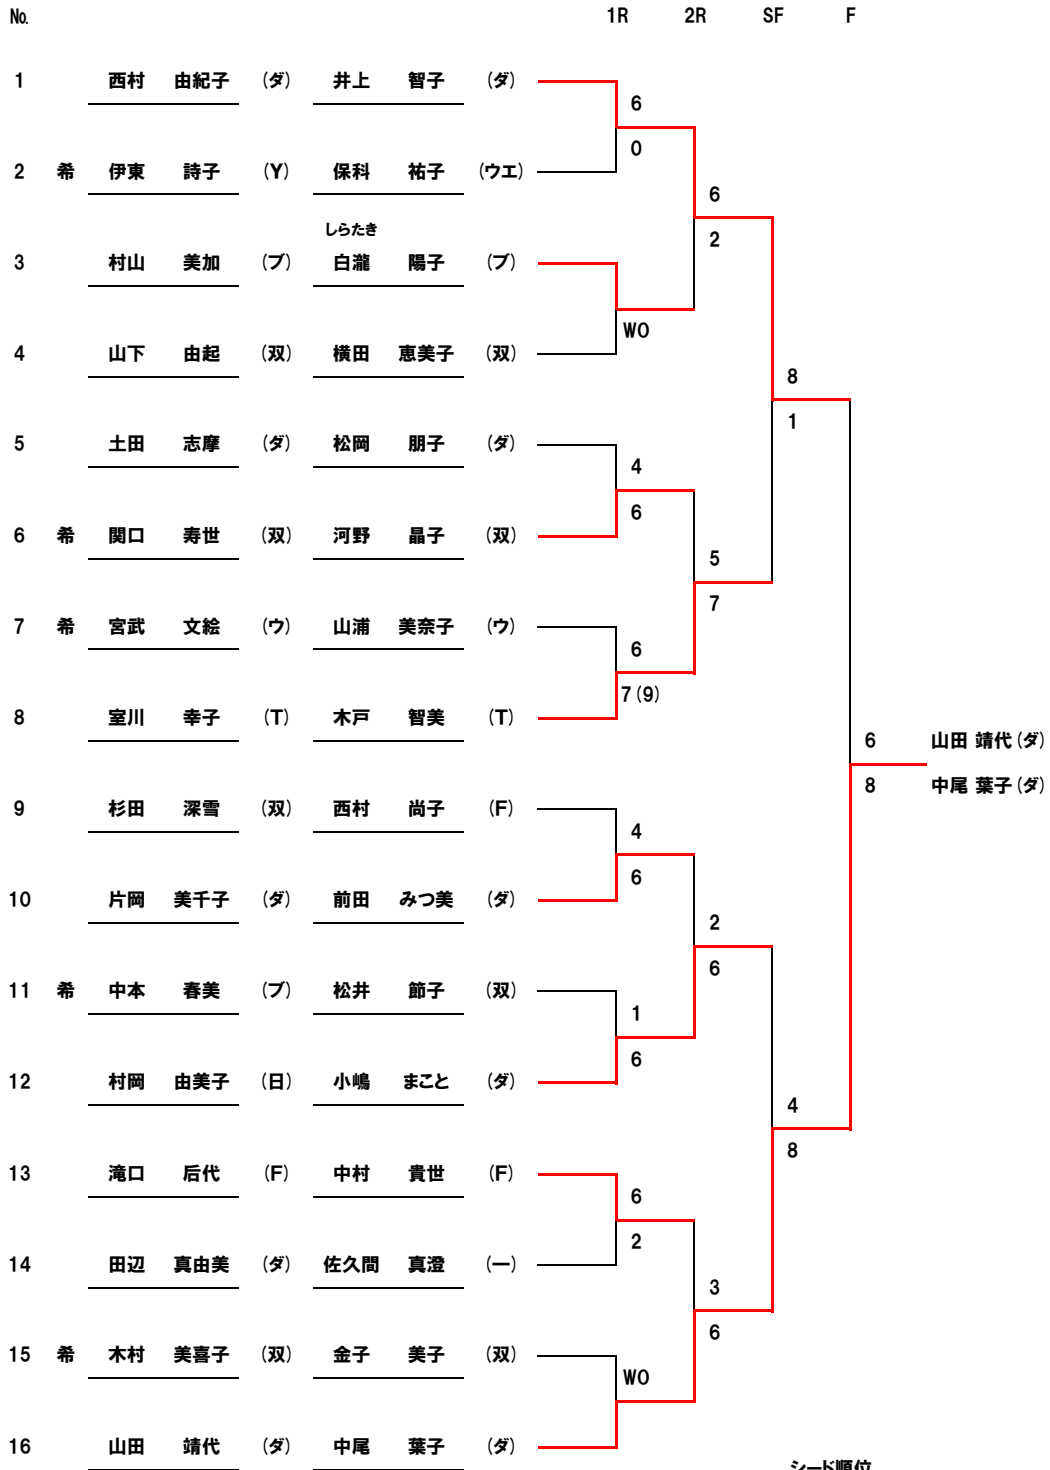 № 1R 2R SF F
1 西村 由紀子 (ダ) 井上 智子 (ダ)
6
0
2 希 伊東 詩子 (Y) 保科 祐子 (ウエ)
6
しらたき
2
3 村山 美加 (ブ) 白瀧 陽子 (ブ)
WO
4 山下 由起 (双) 横田 恵美子 (双)
8
1
5 土田 志摩 (ダ) 松岡 朋子 (ダ)
4
6
6 希 関口 寿世 (双) 河野 晶子 (双)
5
7
7 希 宮武 文絵 (ウ) 山浦 美奈子 (ウ)
6
7(9)
8 室川 幸子 (T) 木戸 智美 (T)
6 山田 靖代(ダ)
8 中尾 葉子(ダ)
9 杉田 深雪 (双) 西村 尚子 (F)
4
6
10 片岡 美千子 (ダ) 前田 みつ美 (ダ)
2
6
11 希 中本 春美 (ブ) 松井 節子 (双)
1
6
12 村岡 由美子 (日) 小嶋 まこと (ダ)
4
8
13 滝口 后代 (F) 中村 貴世 (F)
6
2
14 田辺 真由美 (ダ) 佐久間 真澄 (一)
3
6
15 希 木村 美喜子 (双) 金子 美子 (双)
WO
16 山田 靖代 (ダ) 中尾 葉子 (ダ)
シード順位